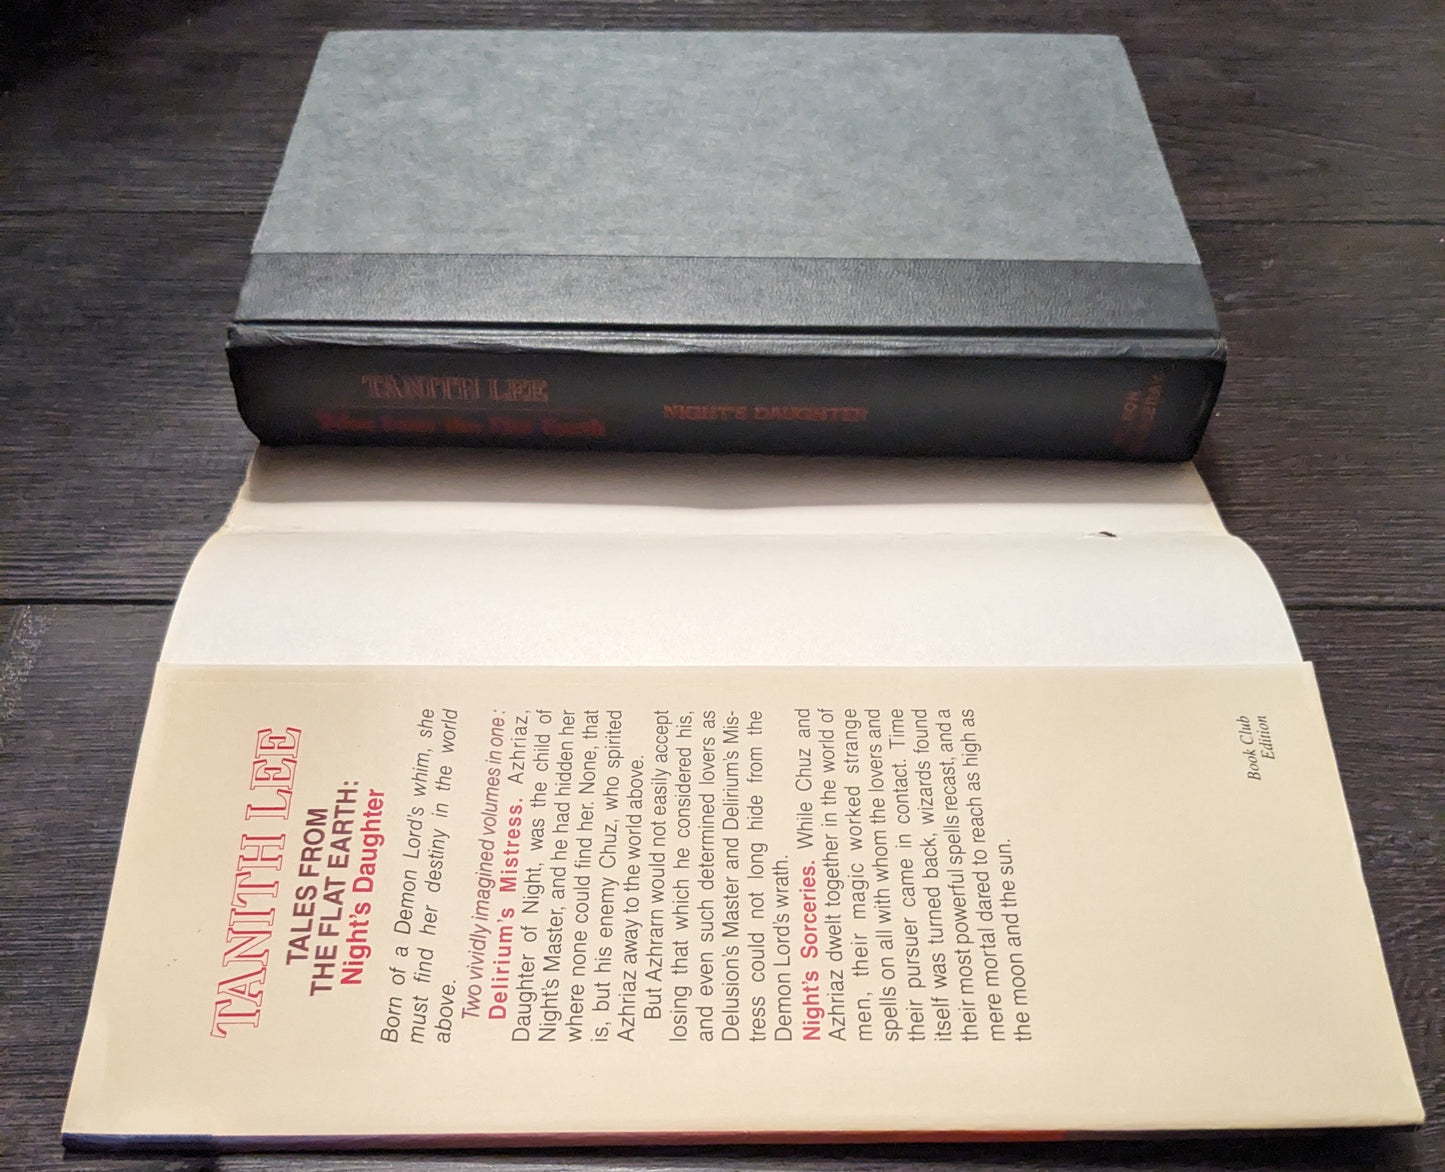 TANITH LEE
NIGHT'S DAUGHTER
TANITH LEE
TALES FROM
THE FLAT EARTH:
Night's Daughter
Born of a Demon Lord's whim, she
must find her destiny in the world
above.
Two vividly imagined volumes in one:
Delirium's Mistress. Azhriaz,
Daughter of Night, was the child of
Night's Master, and he had hidden her
where none could find her. None, that
is, but his enemy Chuz, who spirited
Azhriaz away to the world above.
But Azhrarn would not easily accept
losing that which he considered his,
and even such determined lovers as
Delusion's Master and Delirium's Mis-
tress could not long hide from the
Demon Lord's wrath.
Night's Sorceries. While Chuz and
Azhriaz dwelt together in the world of
men, their magic worked strange
spells on all with whom the lovers and
their pursuer came in contact. Time
itself was turned back, wizards found
their most powerful spells recast, and a
mere mortal dared to reach as high as
the moon and the sun.
Book Club
Edition